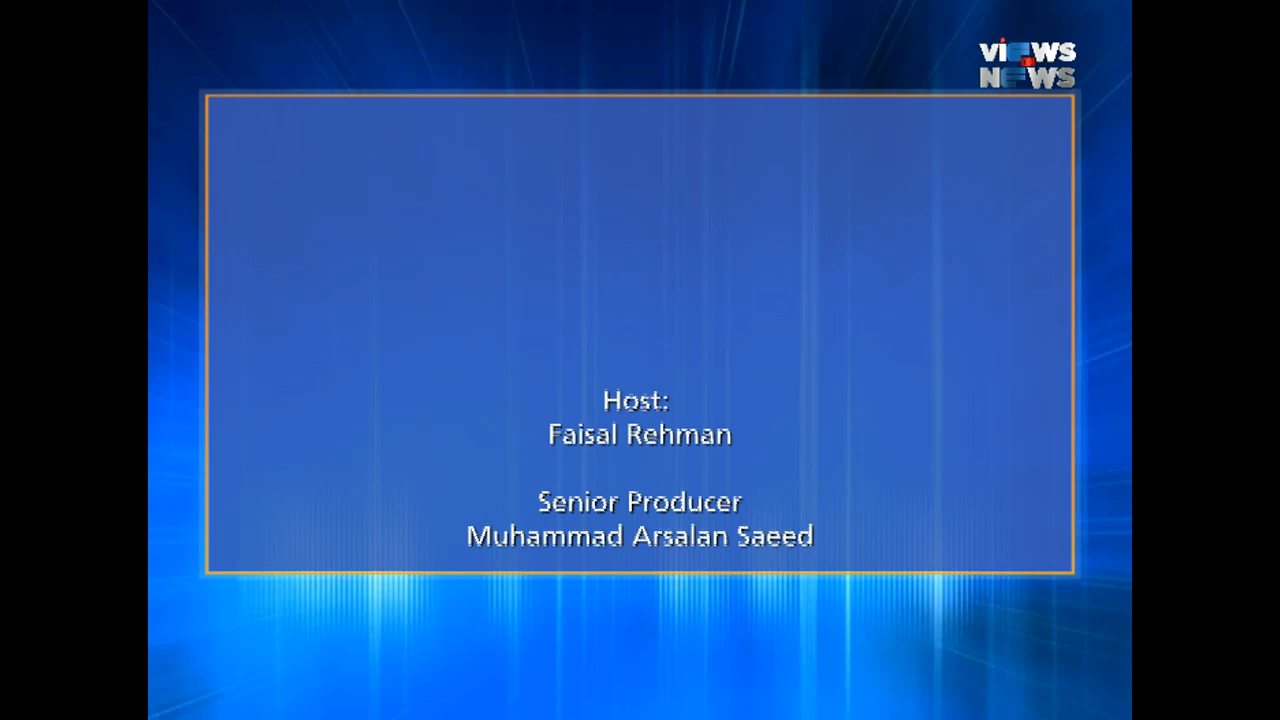 VIEWS
NEWS
Host:
Faisal Rehman
Senior Producer
Muhammad Arsalan Saeed